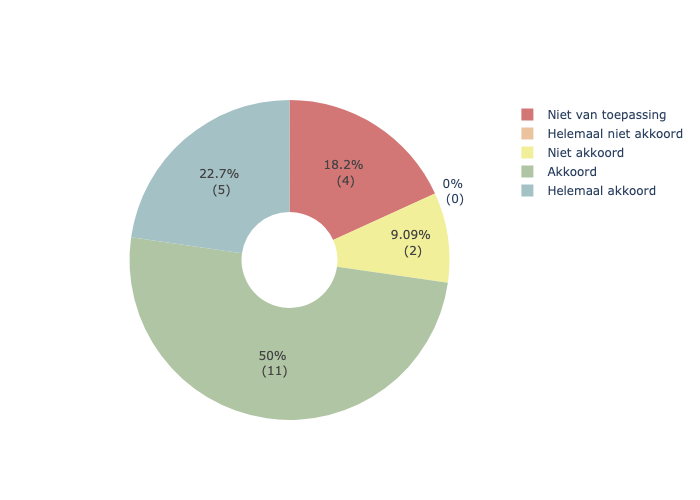 18.2%
(4)
0%
(0)
9.09%
(2)
50%
(11)
22.7%
(5)
Niet van toepassing
Helemaal niet akkoord
Niet akkoord
Akkoord
Helemaal akkoord